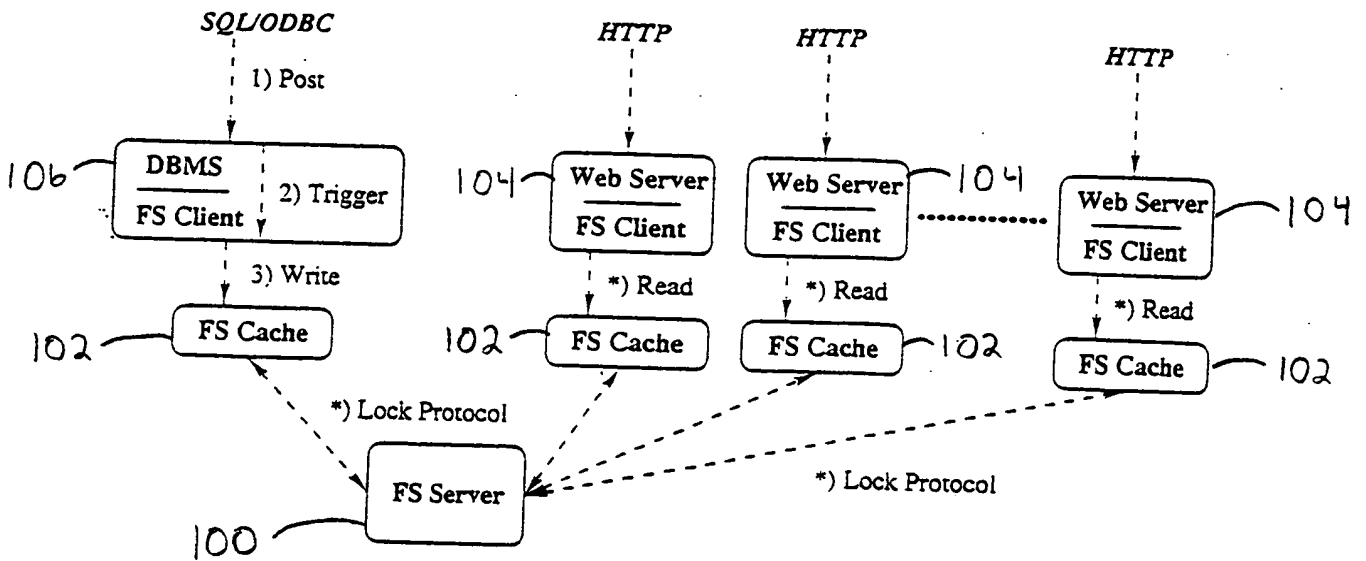 SQL/ODBC
HTTP
HTTP
HTTP
1) Post
106
DBMS
FS Client
2) Trigger
104
Web Server
FS Client
Web Server
FS Client
104
Web Server
FS Client
104
3) Write
*) Read
*) Read
*) Read
102
FS Cache
102
FS Cache
FS Cache
102
FS Cache
102
*) Lock Protocol
*) Lock Protocol
FS Server
100